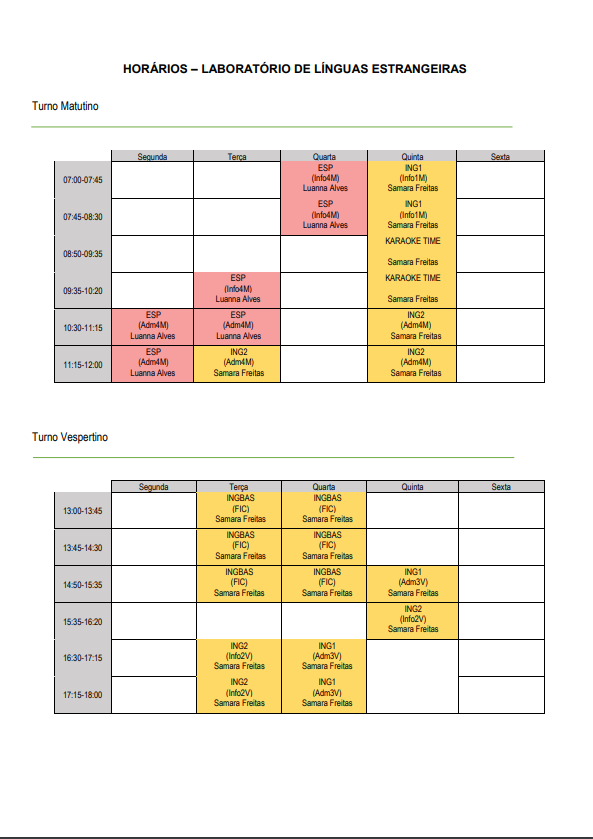 HORÁRIOS – LABORATÓRIO DE LÍNGUAS ESTRANGEIRAS
Turno Matutino
Segunda Terça Quarta Quinta Sexta
07:00-07:45
ESP
(Info4M)
Luanna Alves
ING1
(Info1M)
Samara Freitas
07:45-08:30
ESP
(Info4M)
Luanna Alves
ING1
(Info1M)
Samara Freitas
08:50-09:35
KARAOKE TIME
Samara Freitas
09:35-10:20
ESP
(Info4M)
Luanna Alves
KARAOKE TIME
Samara Freitas
10:30-11:15
ESP
(Adm4M)
Luanna Alves
ESP
(Adm4M)
Luanna Alves
ING2
(Adm4M)
Samara Freitas
11:15-12:00
ESP
(Adm4M)
Luanna Alves
ING2
(Adm4M)
Samara Freitas
ING2
(Adm4M)
Samara Freitas
Turno Vespertino
Segunda Terça Quarta Quinta Sexta
13:00-13:45
INGBAS
(FIC)
Samara Freitas
INGBAS
(FIC)
Samara Freitas
13:45-14:30
INGBAS
(FIC)
Samara Freitas
INGBAS
(FIC)
Samara Freitas
14:50-15:35
INGBAS
(FIC)
Samara Freitas
INGBAS
(FIC)
Samara Freitas
ING1
(Adm3V)
Samara Freitas
15:35-16:20
ING2
(Info2V)
Samara Freitas
16:30-17:15
ING2
(Info2V)
Samara Freitas
ING1
(Adm3V)
Samara Freitas
17:15-18:00
ING2
(Info2V)
Samara Freitas
ING1
(Adm3V)
Samara Freitas